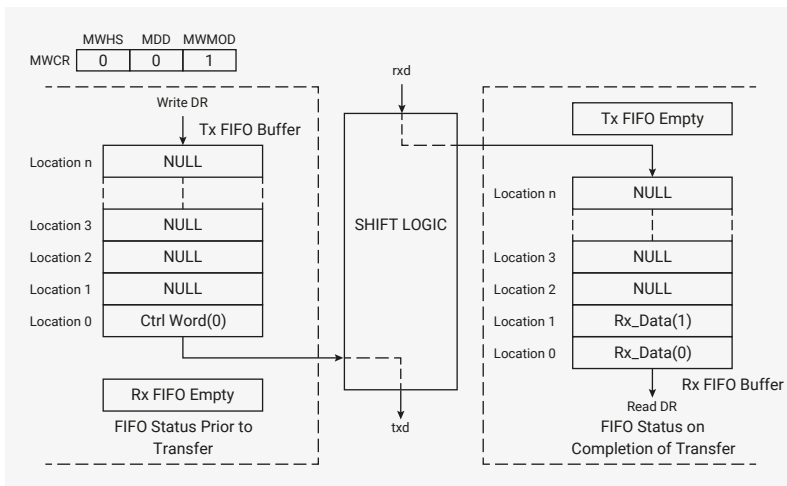 MWHS MDD MWMOD
MWCR 0 0 1
rxd
Write DR
Tx FIFO Buffer
Location n NULL
Location 3 NULL
Location 2 NULL
Location 1 NULL
Location 0 Ctrl Word(0)
Rx FIFO Empty
FIFO Status Prior to
Transfer
SHIFT LOGIC
txd
Tx FIFO Empty
Location n NULL
Location 3 NULL
Location 2 NULL
Location 1 Rx_Data(1)
Location 0 Rx_Data(0)
Rx FIFO Buffer
Read DR
FIFO Status on
Completion of Transfer